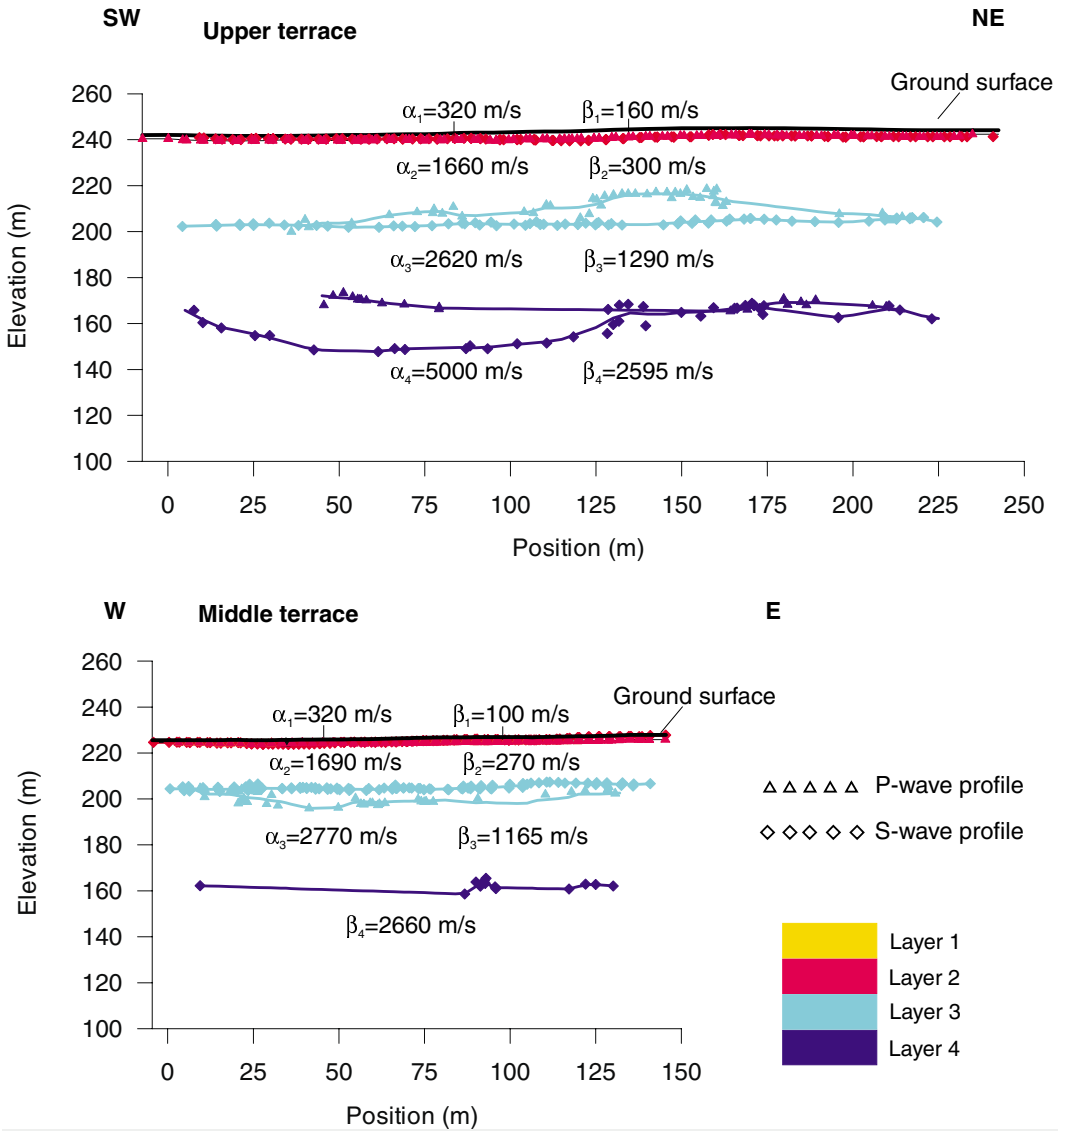 SW
NE
Upper terrace
Ground surface
260
α₁=320 m/s β₁=160 m/s
240
α₂=1660 m/s β₂=300 m/s
220
200
α₃=2620 m/s β₃=1290 m/s
180
160
140
α₄=5000 m/s β₄=2595 m/s
120
100
Elevation (m)
0 25 50 75 100 125 150 175 200 225 250
Position (m)
W
Middle terrace
E
260
Ground surface
240
α₁=320 m/s β₁=100 m/s
220
α₂=1690 m/s β₂=270 m/s
200
180
α₃=2770 m/s β₃=1165 m/s
160
140
β₄=2660 m/s
120
100
Elevation (m)
0 25 50 75 100 125 150
Position (m)
P-wave profile
S-wave profile
Layer 1
Layer 2
Layer 3
Layer 4